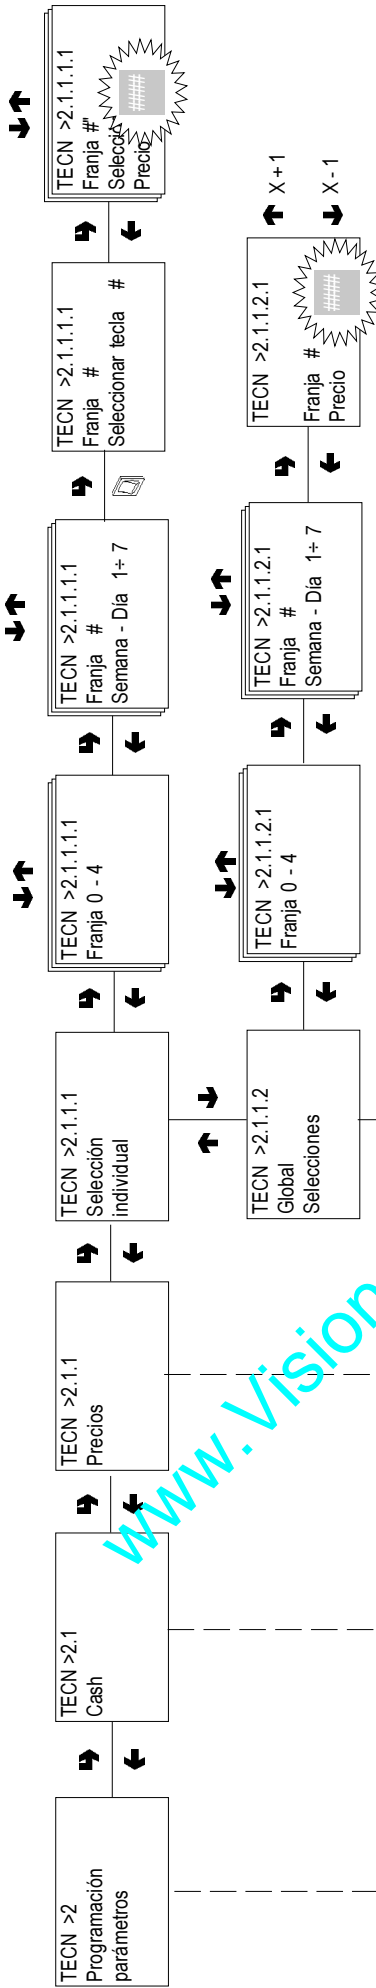 TECN >2
Programación
parámetros
TECN >2.1
Cash
TECN >2.1.1
Precios
TECN >2.1.1.1
Selección
individual
TECN >2.1.1.1.1
Franja 0 - 4
TECN >2.1.1.1.1
Franja #
Semana - Día 1÷ 7
TECN >2.1.1.1.1
Franja #
Seleccionar tecla #
TECN >2.1.1.1.1
Franja #"
Selecci
Precio
####
TECN >2.1.1.2
Global
Selecciones
TECN >2.1.1.2.1
Franja 0 - 4
TECN >2.1.1.2.1
Franja #
Semana - Día 1÷ 7
TECN >2.1.1.2.1
Franja #
Precio
####
X + 1
X - 1
www.Vision